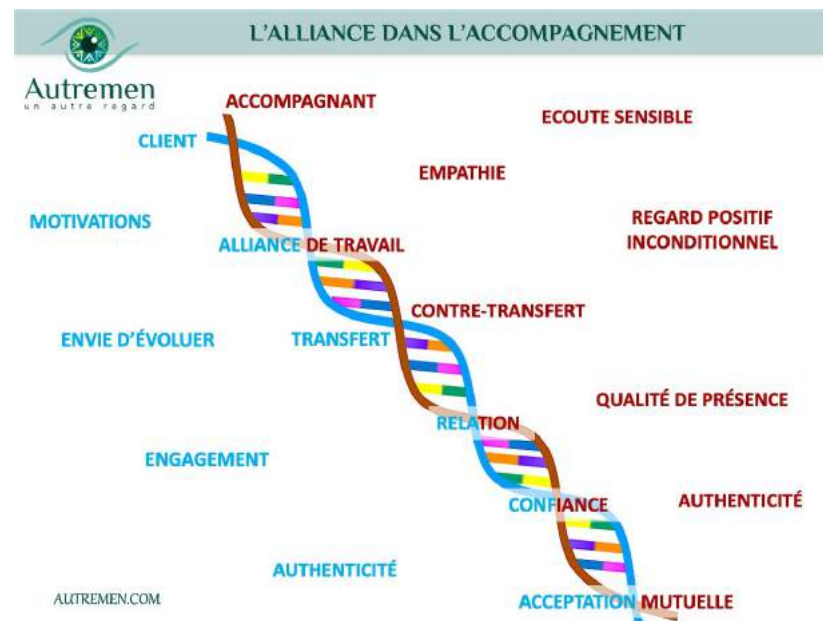 L'ALLIANCE DANS L'ACCOMPAGNEMENT
Autremen
un autre regard
ACCOMPAGNANT
ECOUTE SENSIBLE
CLIENT
EMPATHIE
MOTIVATIONS
REGARD POSITIF
INCONDITIONNEL
ALLIANCE DE TRAVAIL
CONTRE-TRANSFERT
ENVIE D'ÉVOLUER
TRANSFERT
QUALITÉ DE PRÉSENCE
RELATION
ENGAGEMENT
CONFIANCE
AUTHENTICITÉ
AUTHENTICITÉ
AUTREMEN.COM
ACCEPTATION MUTUELLE